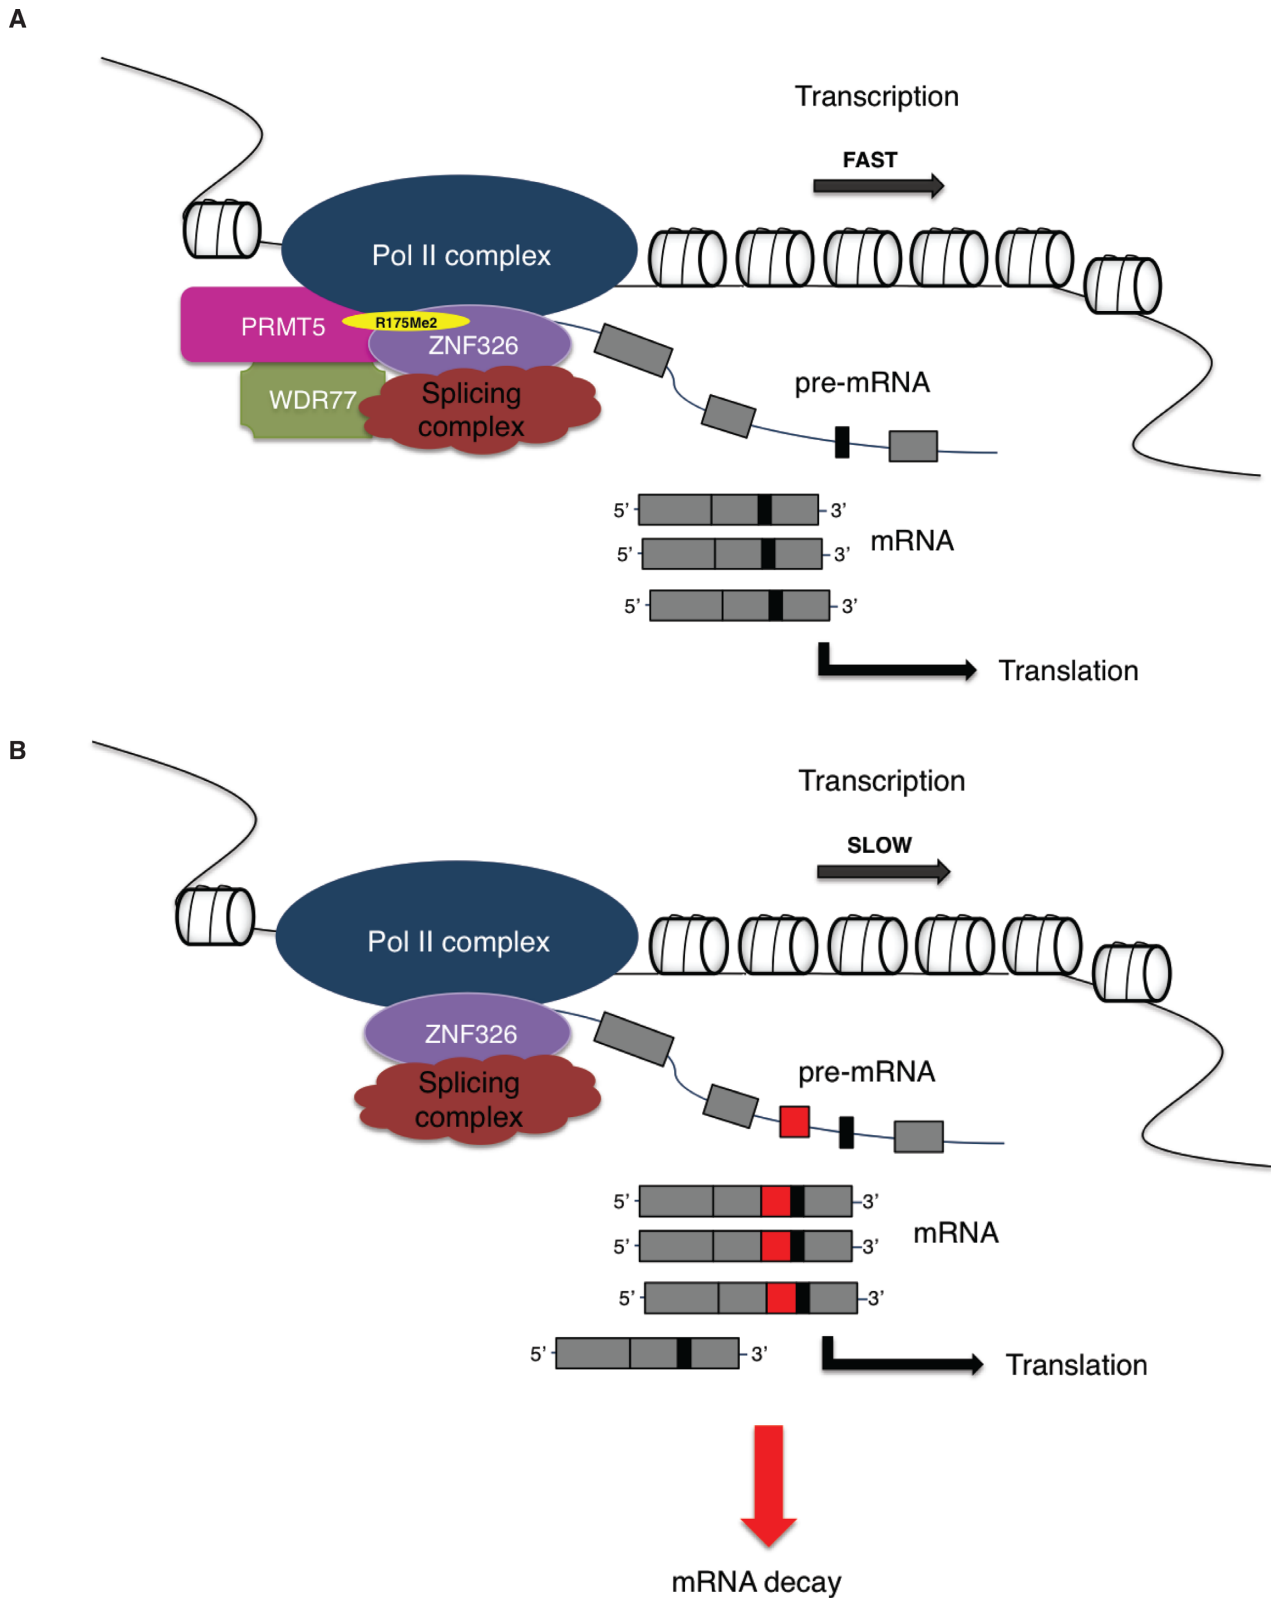 A
Transcription
FAST
Pol II complex
PRMT5
R175Me2
ZNF326
WDR77
Splicing
complex
pre-mRNA
5’ 3’
mRNA
5’ 3’
5’ 3’
Translation
B
Transcription
SLOW
Pol II complex
ZNF326
Splicing
complex
pre-mRNA
5’ 3’
mRNA
5’ 3’
5’ 3’
5’ 3’
Translation
mRNA decay